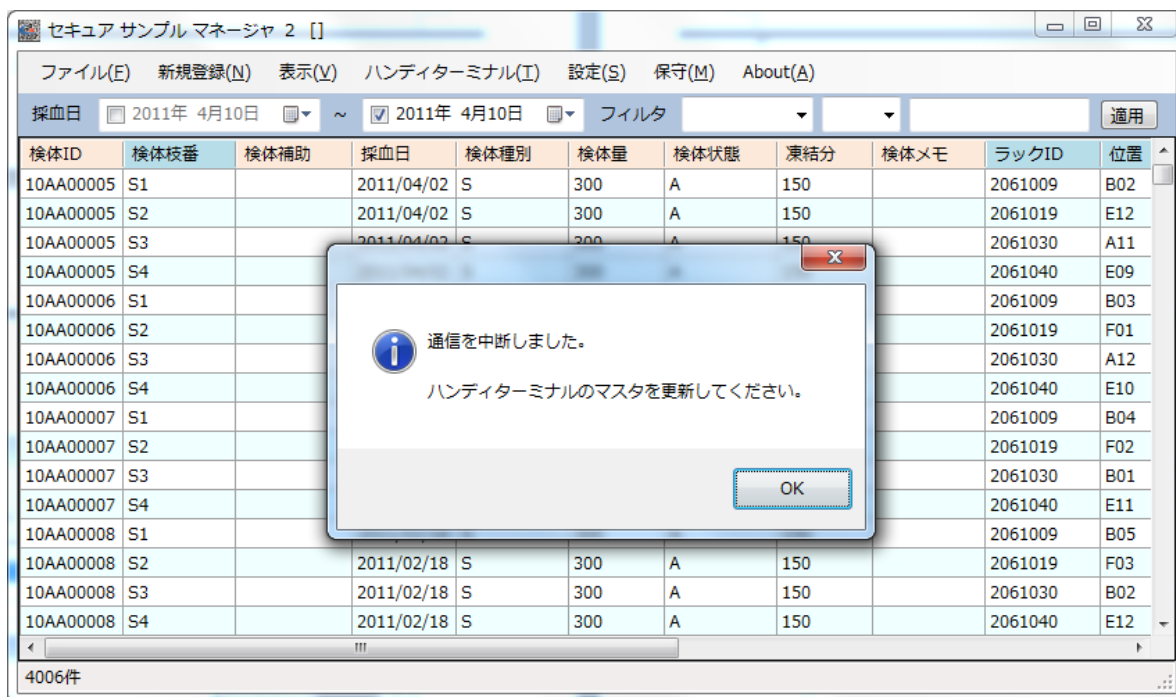 セキュア サンプル マネージャ 2 []
ファイル(F) 新規登録(N) 表示(V) ハンディターミナル(T) 設定(S) 保守(M) About(A)
採血日 2011年 4月10日 ~ 2011年 4月10日 フィルタ 適用
検体ID 検体枝番 検体補助 採血日 検体種別 検体量 検体状態 凍結分 検体メモ ラックID 位置
10AA00005 S1 2011/04/02 S 300 A 150 2061009 B02
10AA00005 S2 2011/04/02 S 300 A 150 2061019 E12
10AA00005 S3 2011/04/02 S 300 A 150 2061030 A11
10AA00005 S4 2061040 E09
10AA00006 S1 2061009 B03
10AA00006 S2 2061019 F01
10AA00006 S3 2061030 A12
10AA00006 S4 2061040 E10
10AA00007 S1 2061009 B04
10AA00007 S2 2061019 F02
10AA00007 S3 2061030 B01
10AA00007 S4 2061040 E11
10AA00008 S1 2061009 B05
10AA00008 S2 2011/02/18 S 300 A 150 2061019 F03
10AA00008 S3 2011/02/18 S 300 A 150 2061030 B02
10AA00008 S4 2011/02/18 S 300 A 150 2061040 E12
通信を中断しました。
ハンディターミナルのマスタを更新してください。
OK
4006件